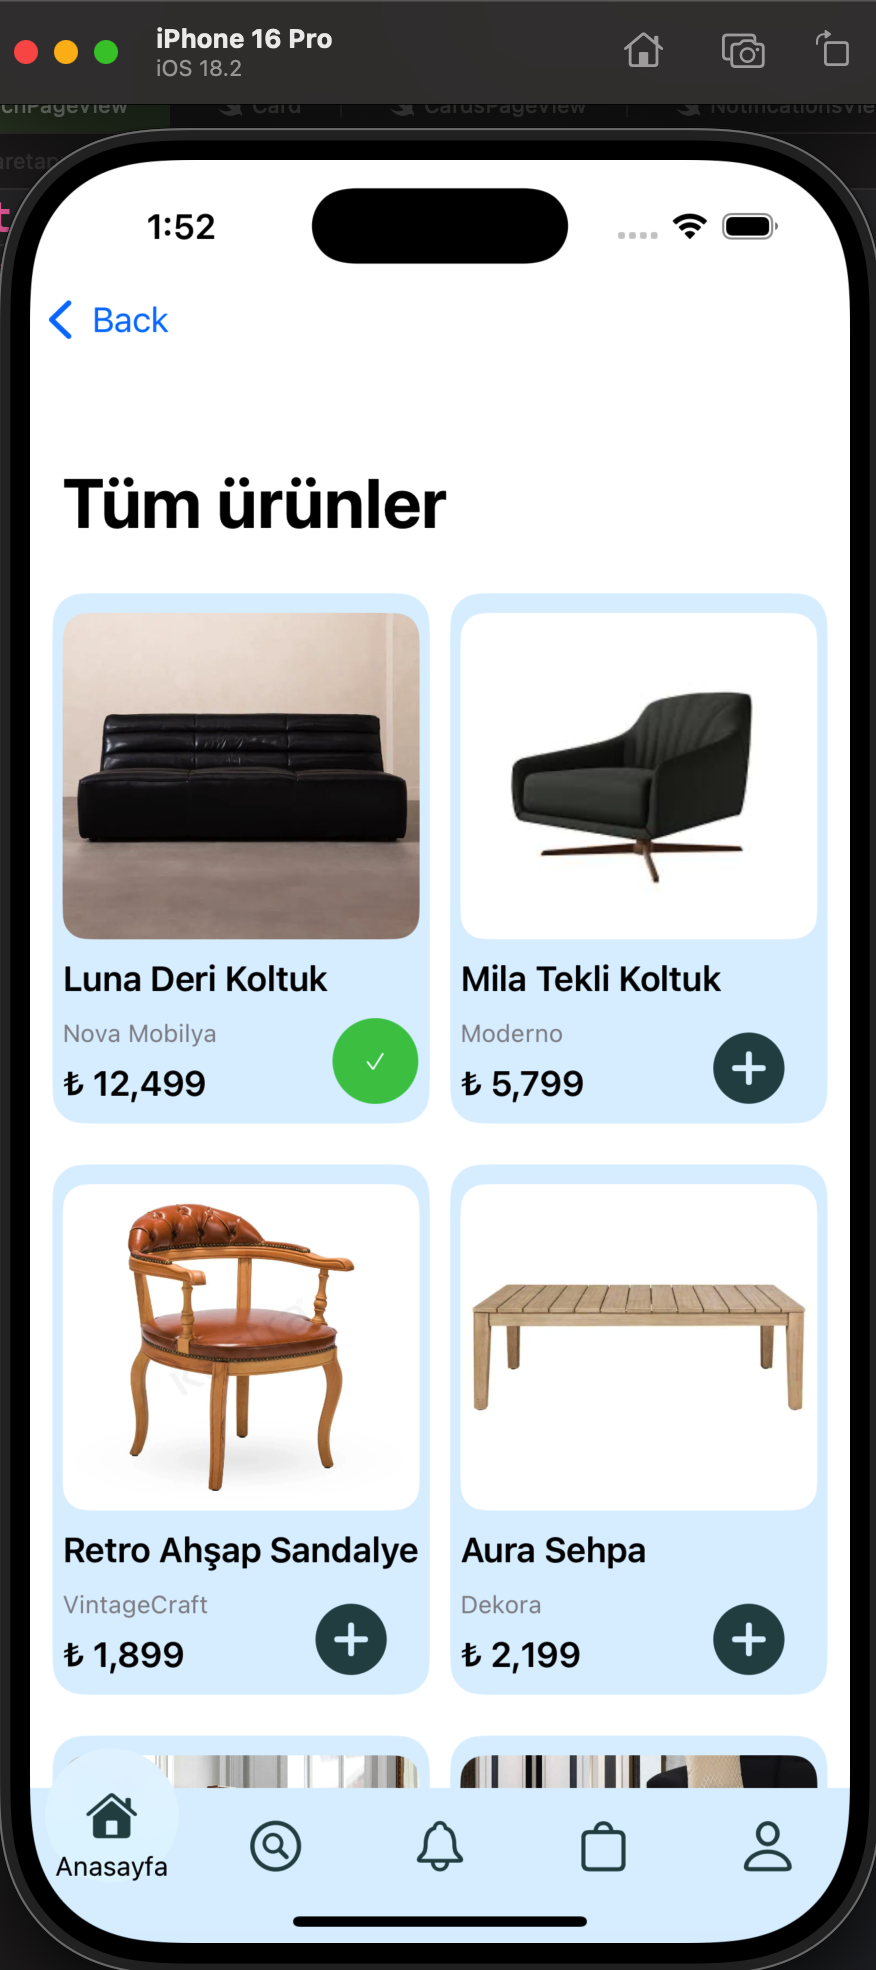 iPhone 16 Pro
iOS 18.2
chPageView
Card
CardsPageView
NotificationsVie
1:52
Back
Tüm ürünler
Luna Deri Koltuk
Mila Tekli Koltuk
Nova Mobilya
Moderno
₺ 12,499
₺ 5,799
Retro Ahşap Sandalye
Aura Sehpa
VintageCraft
Dekora
₺ 1,899
₺ 2,199
Anasayfa